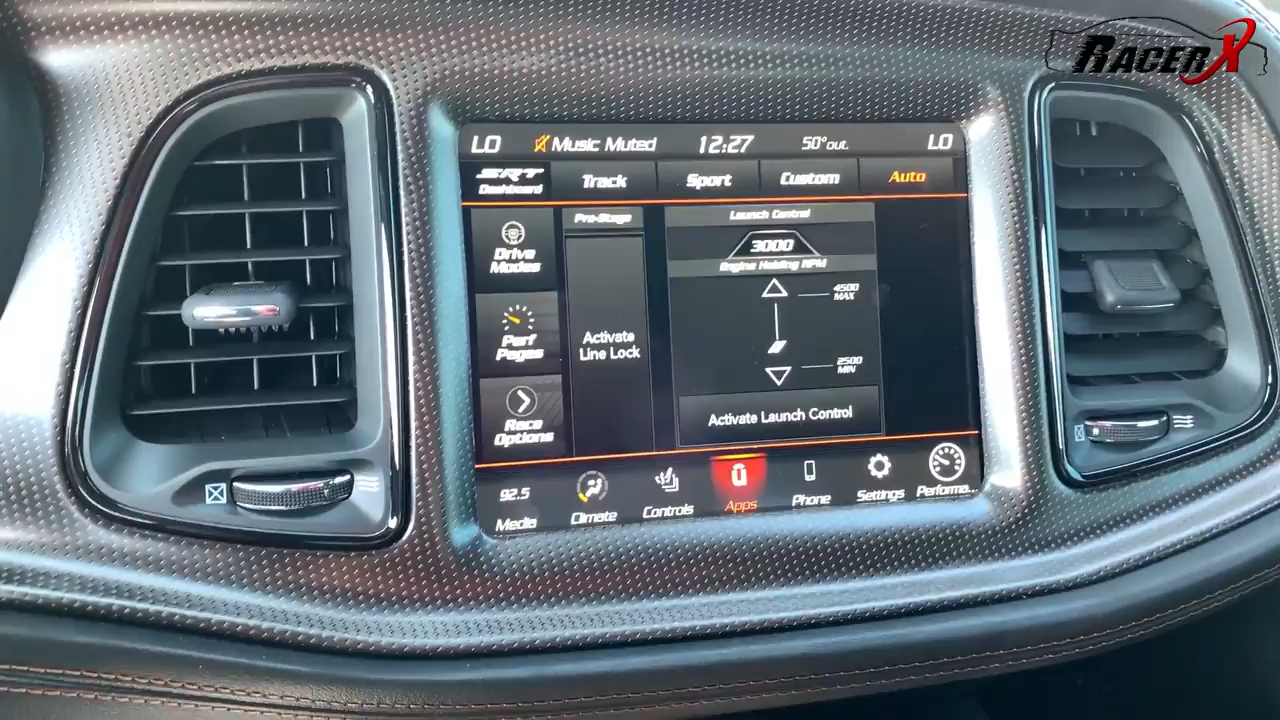 RACERX
LO
Music Muted
12:27
50°out.
LO
SRT
Dashboard
Track
Sport
Custom
Auto
Drive
Modes
Pre-Stage
Launch Control
3000
Engine Holding RPM
4500
MAX
Perf
Pages
Activate
Line Lock
2500
MIN
Race
Options
Activate Launch Control
92.5
Media
Climate
Controls
Apps
Phone
Settings
Performa...